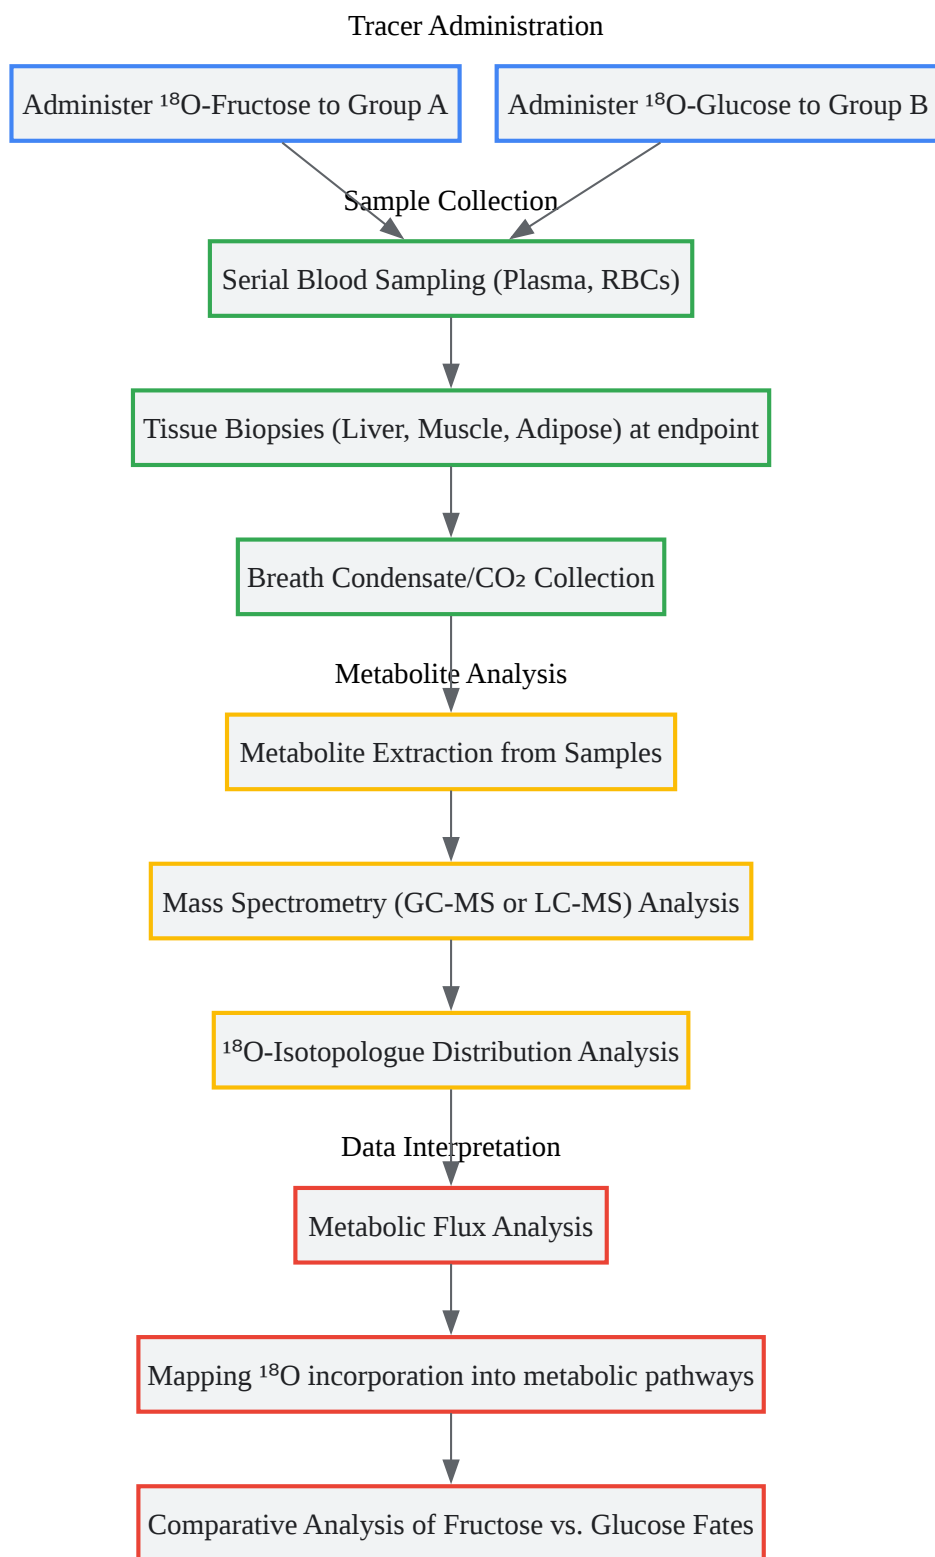 Tracer Administration
Administer ¹⁸O-Fructose to Group A
Administer ¹⁸O-Glucose to Group B
Sample Collection
Serial Blood Sampling (Plasma, RBCs)
Tissue Biopsies (Liver, Muscle, Adipose) at endpoint
Breath Condensate/CO₂ Collection
Metabolite Analysis
Metabolite Extraction from Samples
Mass Spectrometry (GC-MS or LC-MS) Analysis
¹⁸O-Isotopologue Distribution Analysis
Data Interpretation
Metabolic Flux Analysis
Mapping ¹⁸O incorporation into metabolic pathways
Comparative Analysis of Fructose vs. Glucose Fates